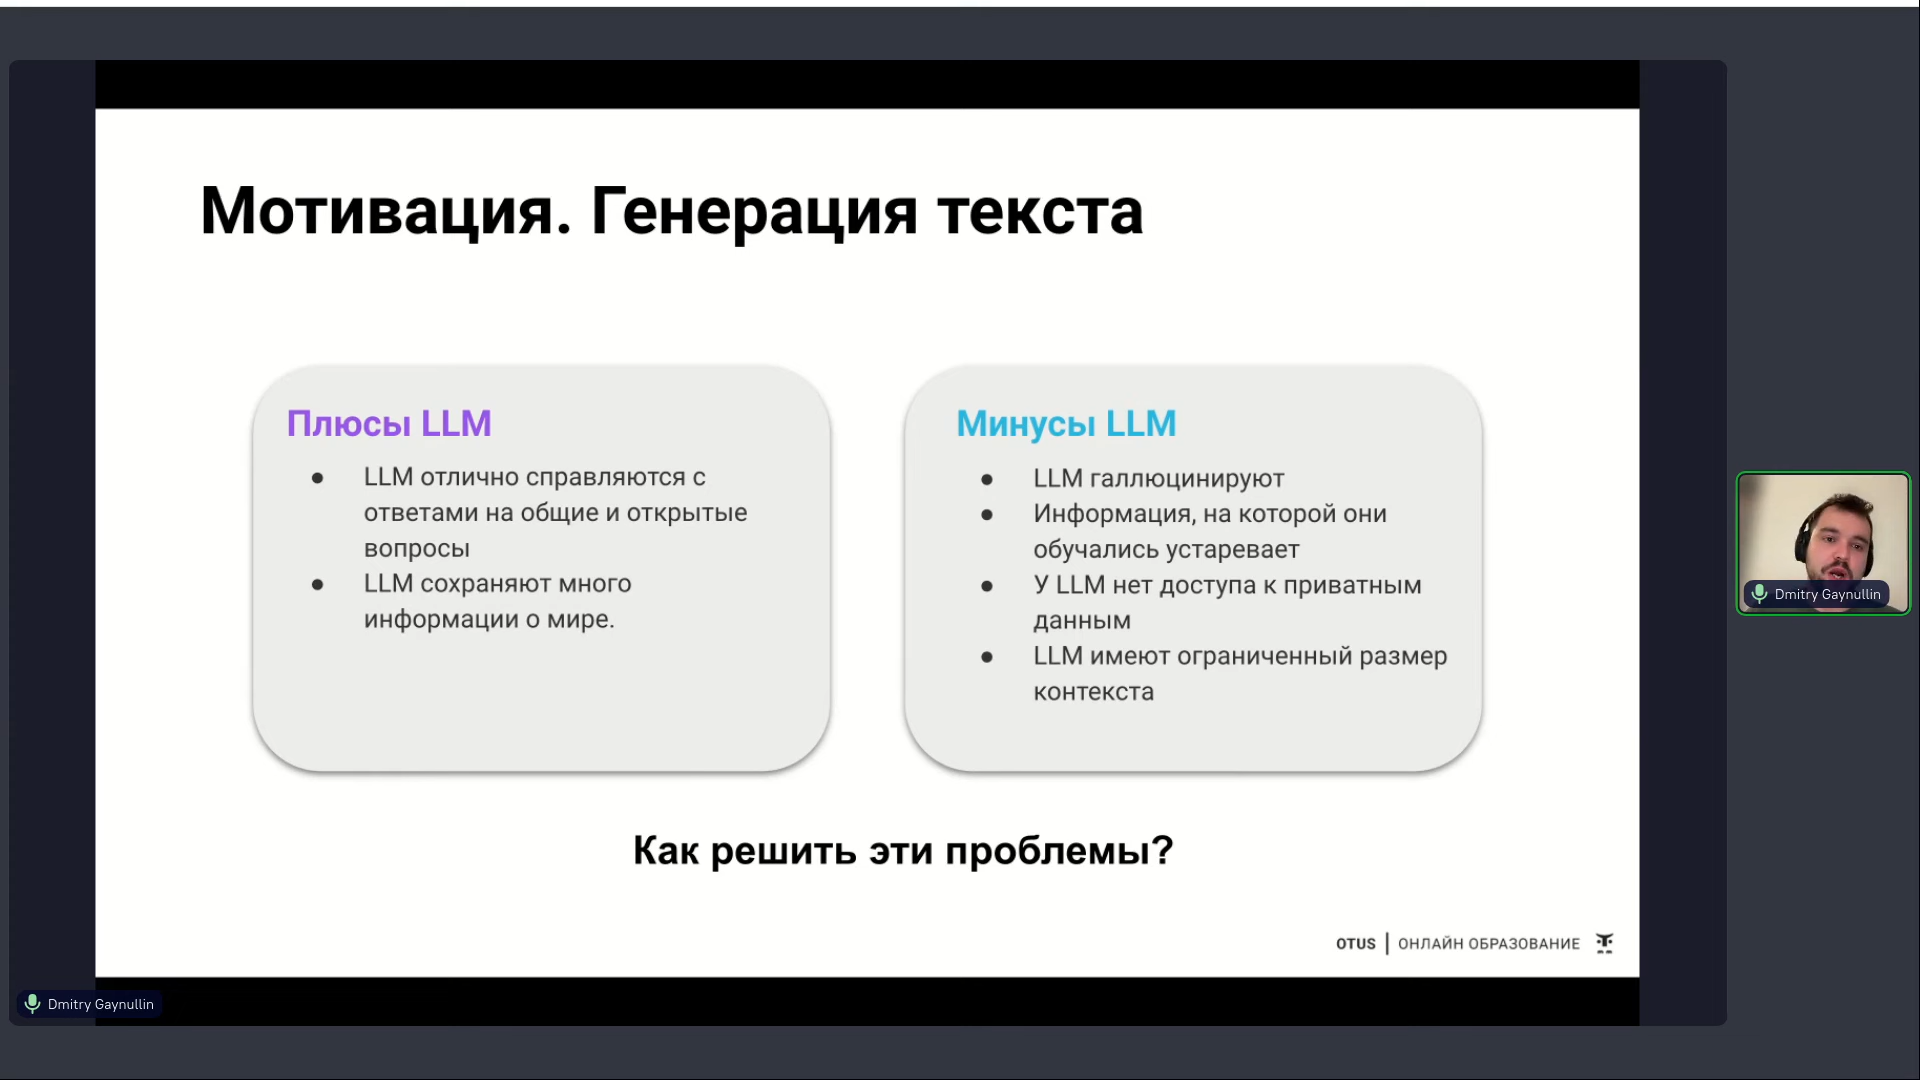 Мотивация. Генерация текста
Плюсы LLM
● LLM отлично справляются с
ответами на общие и открытые
вопросы
● LLM сохраняют много
информации о мире.
Минусы LLM
● LLM галлюцинируют
● Информация, на которой они
обучались устаревает
● У LLM нет доступа к приватным
данным
● LLM имеют ограниченный размер
контекста
Как решить эти проблемы?
OTUS | ОНЛАЙН ОБРАЗОВАНИЕ
Dmitry Gaynullin
Dmitry Gaynullin